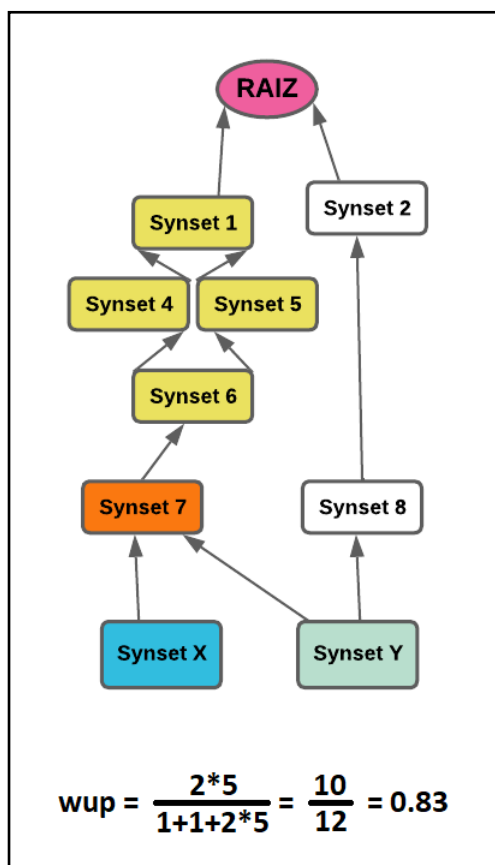 RAIZ
Synset 1
Synset 2
Synset 4
Synset 5
Synset 6
Synset 7
Synset 8
Synset X
Synset Y
wup = 2*5 / 1+1+2*5 = 10 / 12 = 0.83